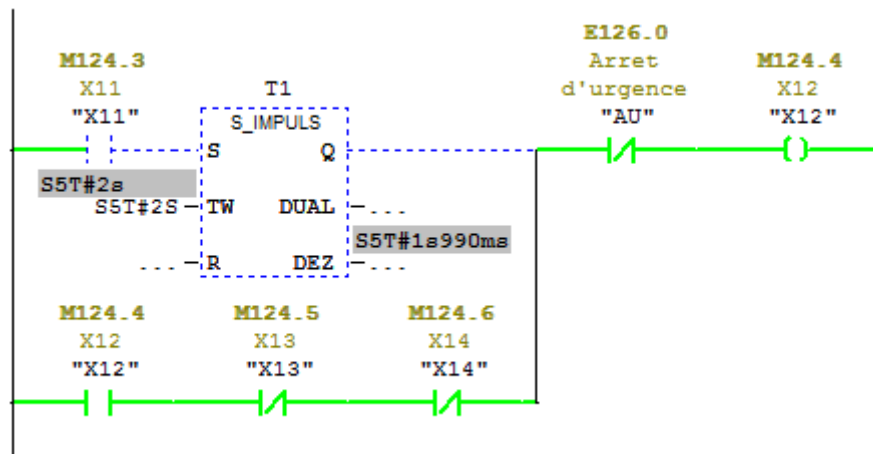 E126.0
M124.3 Arret M124.4
X11 T1 d'urgence X12
"X11" "AU" "X12"
S_IMPULS
S Q
S5T#2s
S5T#2S TW DUAL ...
S5T#1s990ms
... R DEZ ...
M124.4 M124.5 M124.6
X12 X13 X14
"X12" "X13" "X14"